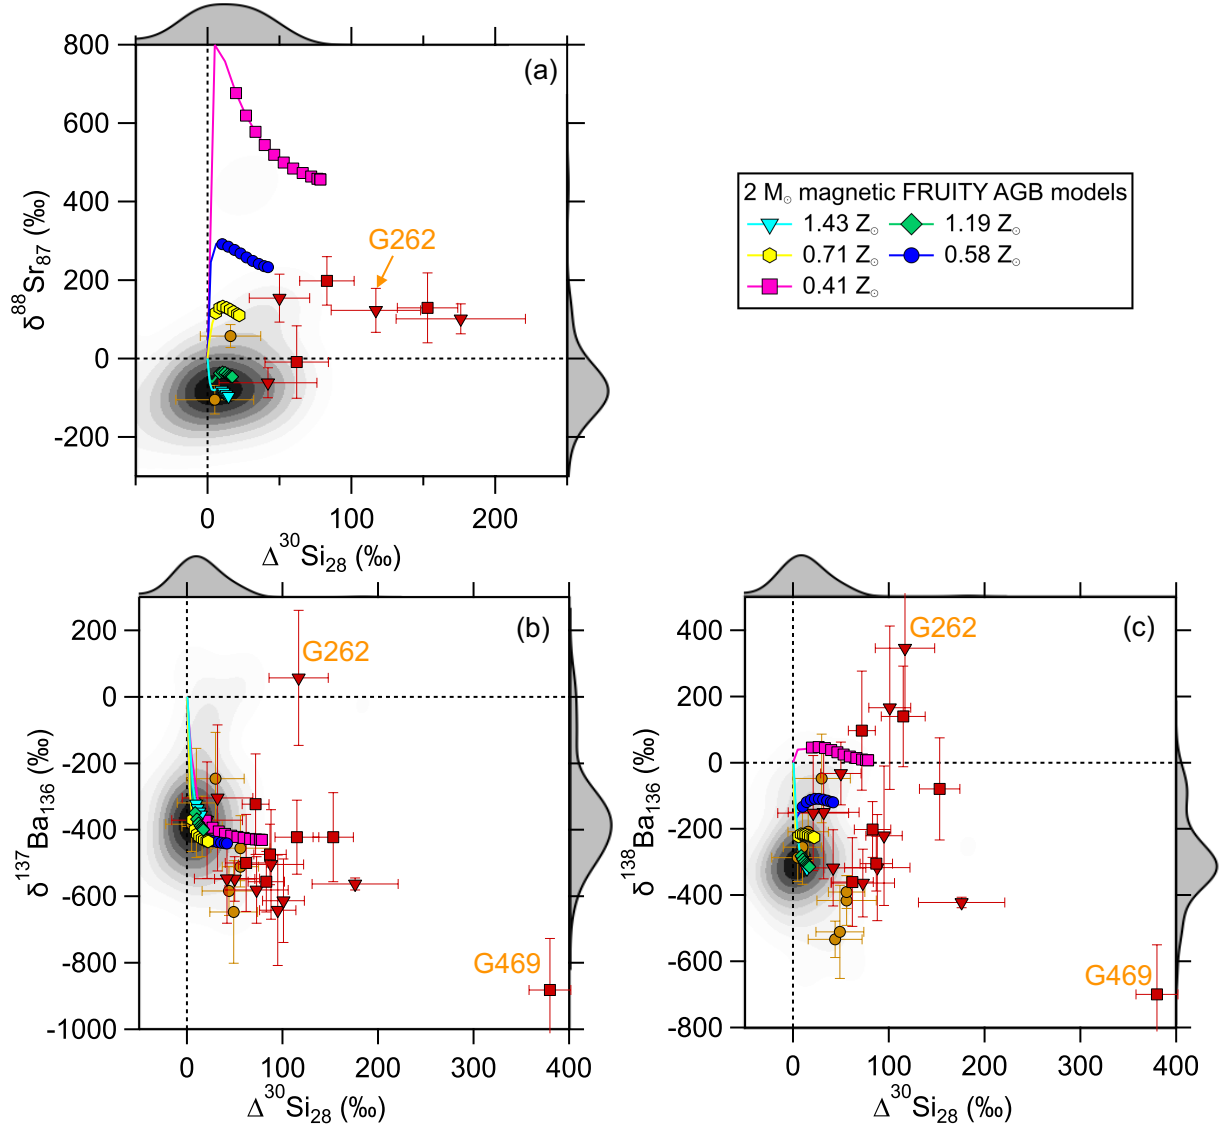 800
600
400
200
0
-200
δ⁸⁸Sr₈₇ (‰)
(a)
G262
0 100 200
Δ³⁰Si₂₈ (‰)
2 M☉ magnetic FRUITY AGB models
1.43 Z☉ 1.19 Z☉
0.71 Z☉ 0.58 Z☉
0.41 Z☉
200
0
-200
-400
-600
-800
-1000
δ¹³⁷Ba₁₃₆ (‰)
(b)
G262
G469
0 100 200 300 400
Δ³⁰Si₂₈ (‰)
400
200
0
-200
-400
-600
-800
δ¹³⁸Ba₁₃₆ (‰)
(c)
G262
G469
0 100 200 300 400
Δ³⁰Si₂₈ (‰)